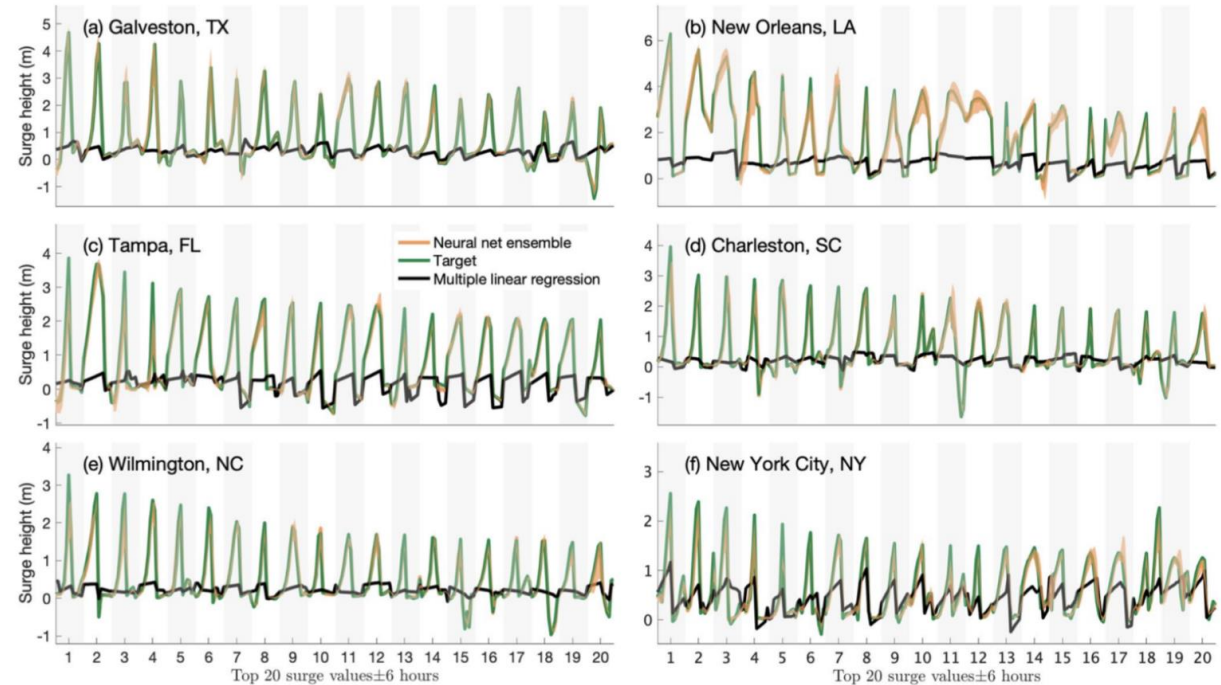 (a) Galveston, TX
Surge height (m)
5
4
3
2
1
0
-1
(b) New Orleans, LA
6
4
2
0
(c) Tampa, FL
Surge height (m)
4
3
2
1
0
-1
Neural net ensemble
Target
Multiple linear regression
(d) Charleston, SC
4
3
2
1
0
-1
(e) Wilmington, NC
Surge height (m)
4
3
2
1
0
-1
1 2 3 4 5 6 7 8 9 10 11 12 13 14 15 16 17 18 19 20
Top 20 surge values±6 hours
(f) New York City, NY
3
2
1
0
1 2 3 4 5 6 7 8 9 10 11 12 13 14 15 16 17 18 19 20
Top 20 surge values±6 hours